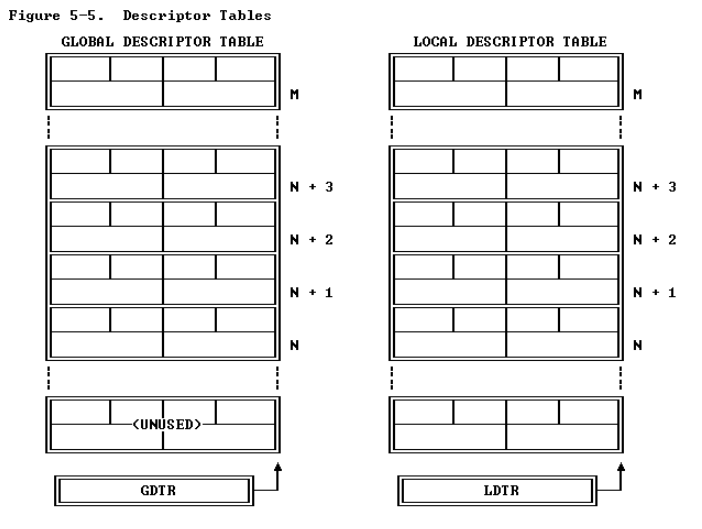 Figure 5-5.  Descriptor Tables
GLOBAL DESCRIPTOR TABLE
M
N + 3
N + 2
N + 1
N
(UNUSED)
GDTR
LOCAL DESCRIPTOR TABLE
M
N + 3
N + 2
N + 1
N
LDTR